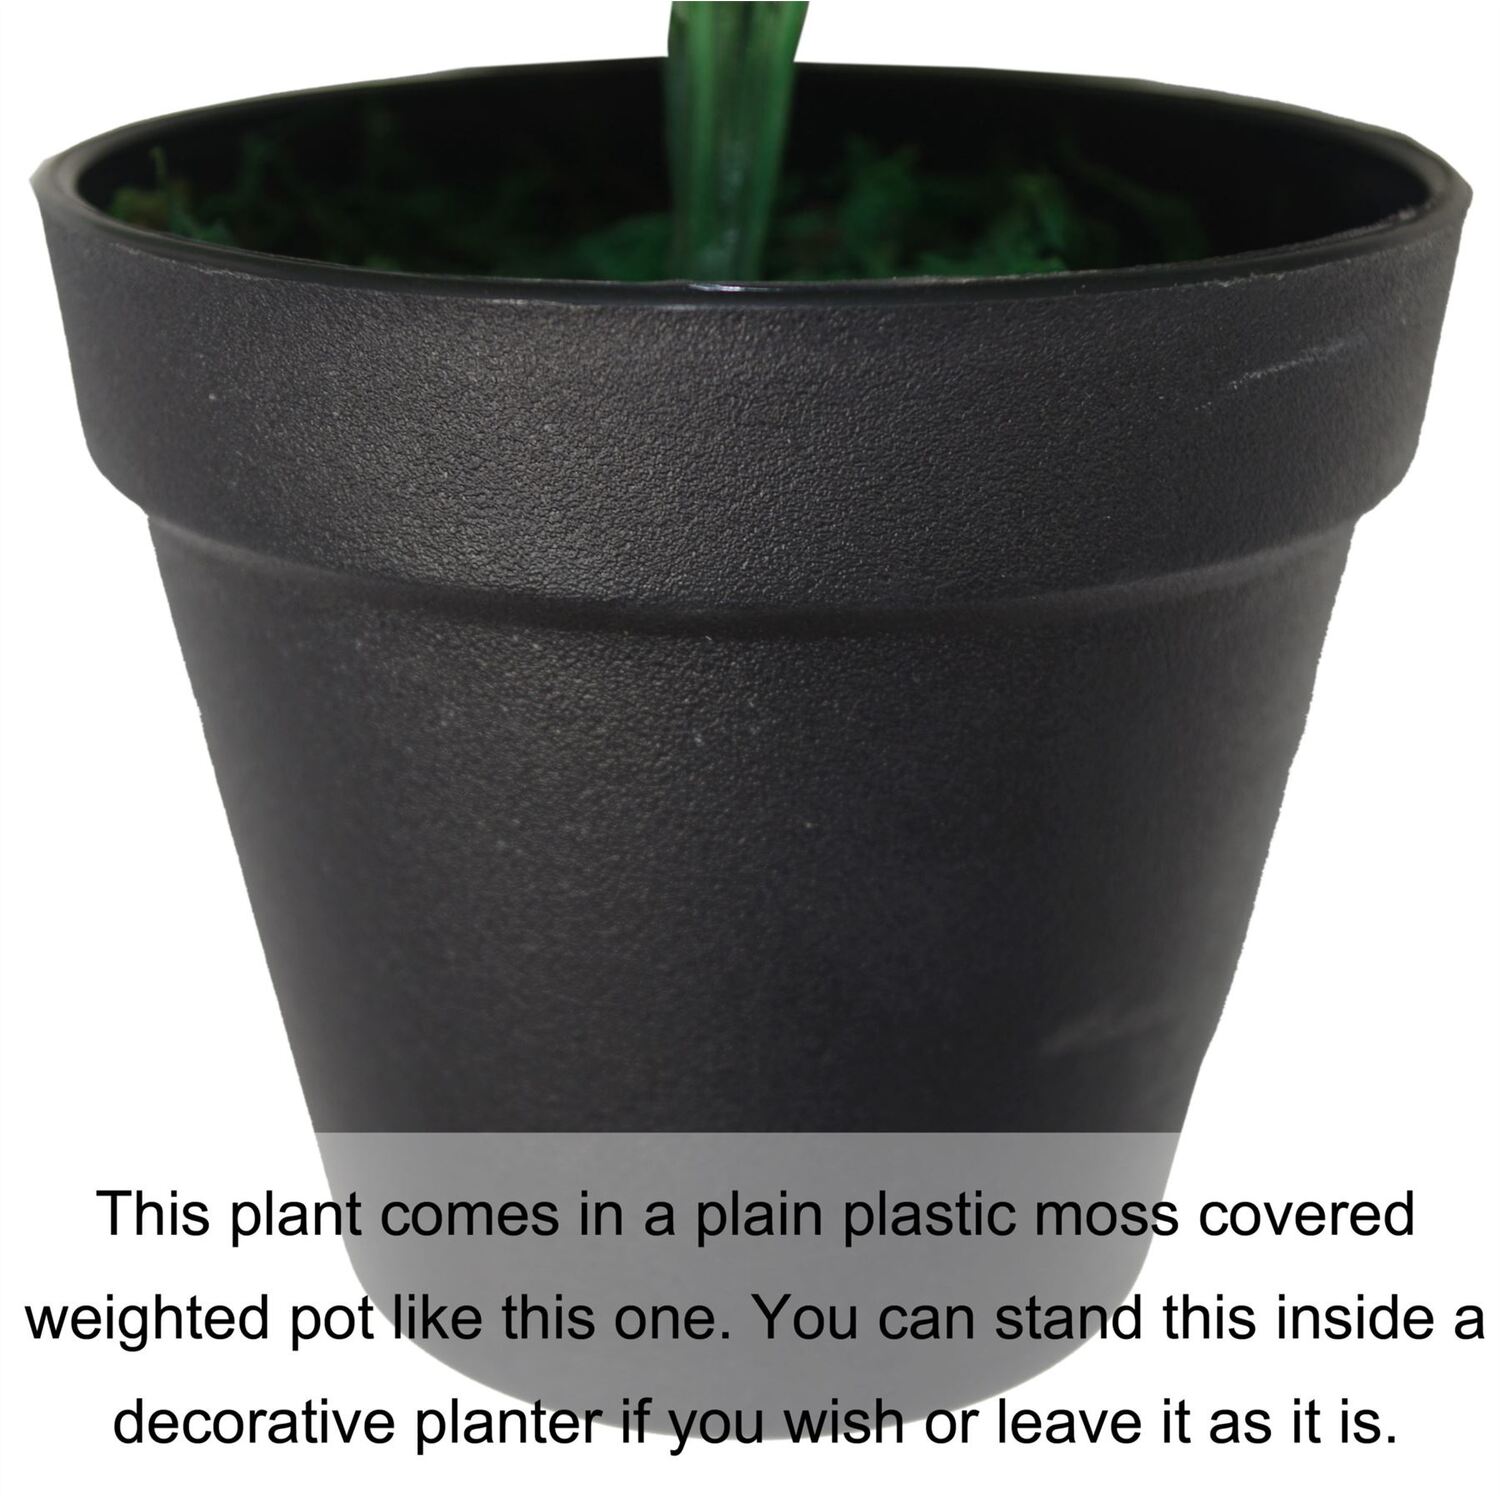 This plant comes in a plain plastic moss covered
weighted pot like this one. You can stand this inside a
decorative planter if you wish or leave it as it is.